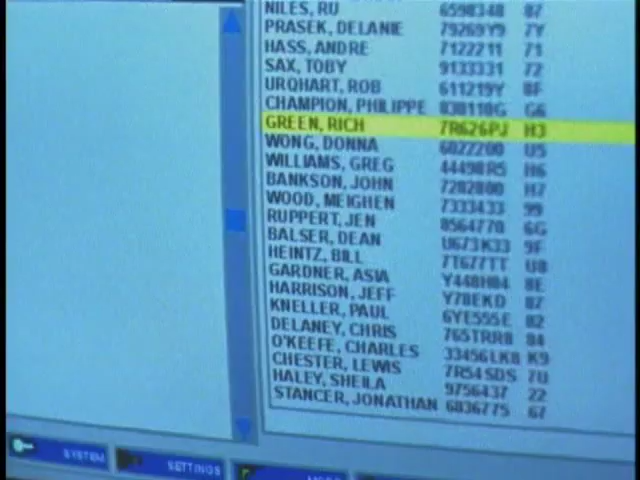 NILES, RU 6598348 87
PRASEK, DELANIE 79269Y9 7Y
HASS, ANDRE 7122211 71
SAX, TOBY 9133331 72
URQHART, ROB 611219Y 8F
CHAMPION, PHILIPPE 838118G G6
GREEN, RICH 7R626PJ H3
WONG, DONNA 6022200 U5
WILLIAMS, GREG 44498R5 H6
BANKSON, JOHN 7282800 H7
WOOD, MEIGHEN 7333433 99
RUPPERT, JEN 8564770 6G
BALSER, DEAN U673K33 9F
HEINTZ, BILL 7T677TT U8
GARDNER, ASIA Y448H84 8E
HARRISON, JEFF Y78EKD 87
KNELLER, PAUL 6YE555E 82
DELANEY, CHRIS 765TRR8 84
O'KEEFE, CHARLES 33456LK8 K9
CHESTER, LEWIS 7R54SDS 7U
HALEY, SHEILA 9756437 22
STANCER, JONATHAN 6836775 67
SYSTEM SETTINGS